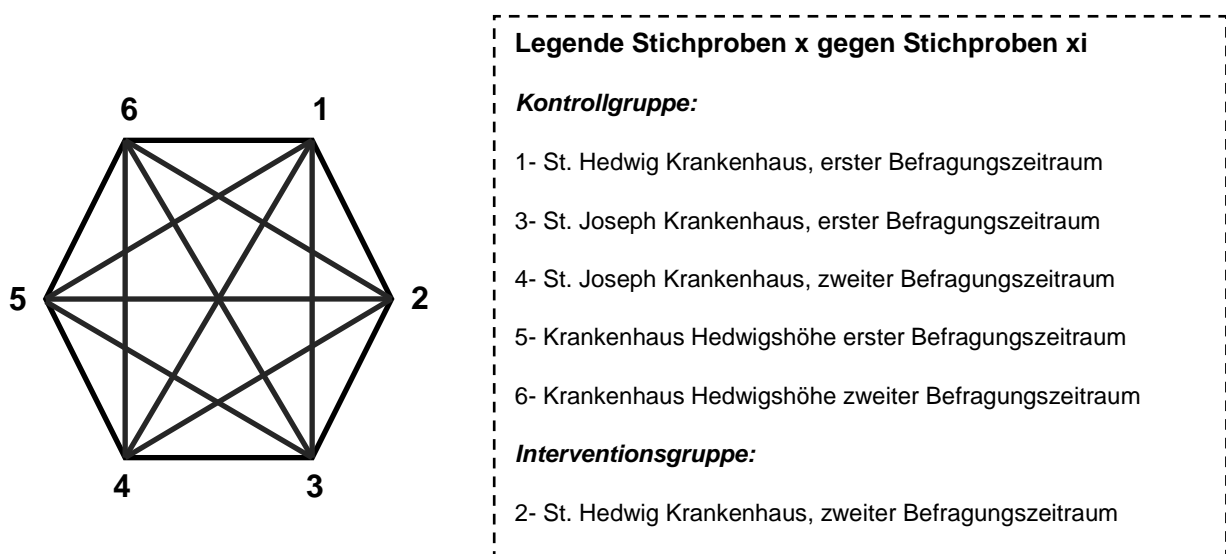 6 1
5 2
4 3
Legende Stichproben x gegen Stichproben xi
Kontrollgruppe:
1- St. Hedwig Krankenhaus, erster Befragungszeitraum
3- St. Joseph Krankenhaus, erster Befragungszeitraum
4- St. Joseph Krankenhaus, zweiter Befragungszeitraum
5- Krankenhaus Hedwigshöhe erster Befragungszeitraum
6- Krankenhaus Hedwigshöhe zweiter Befragungszeitraum
Interventionsgruppe:
2- St. Hedwig Krankenhaus, zweiter Befragungszeitraum